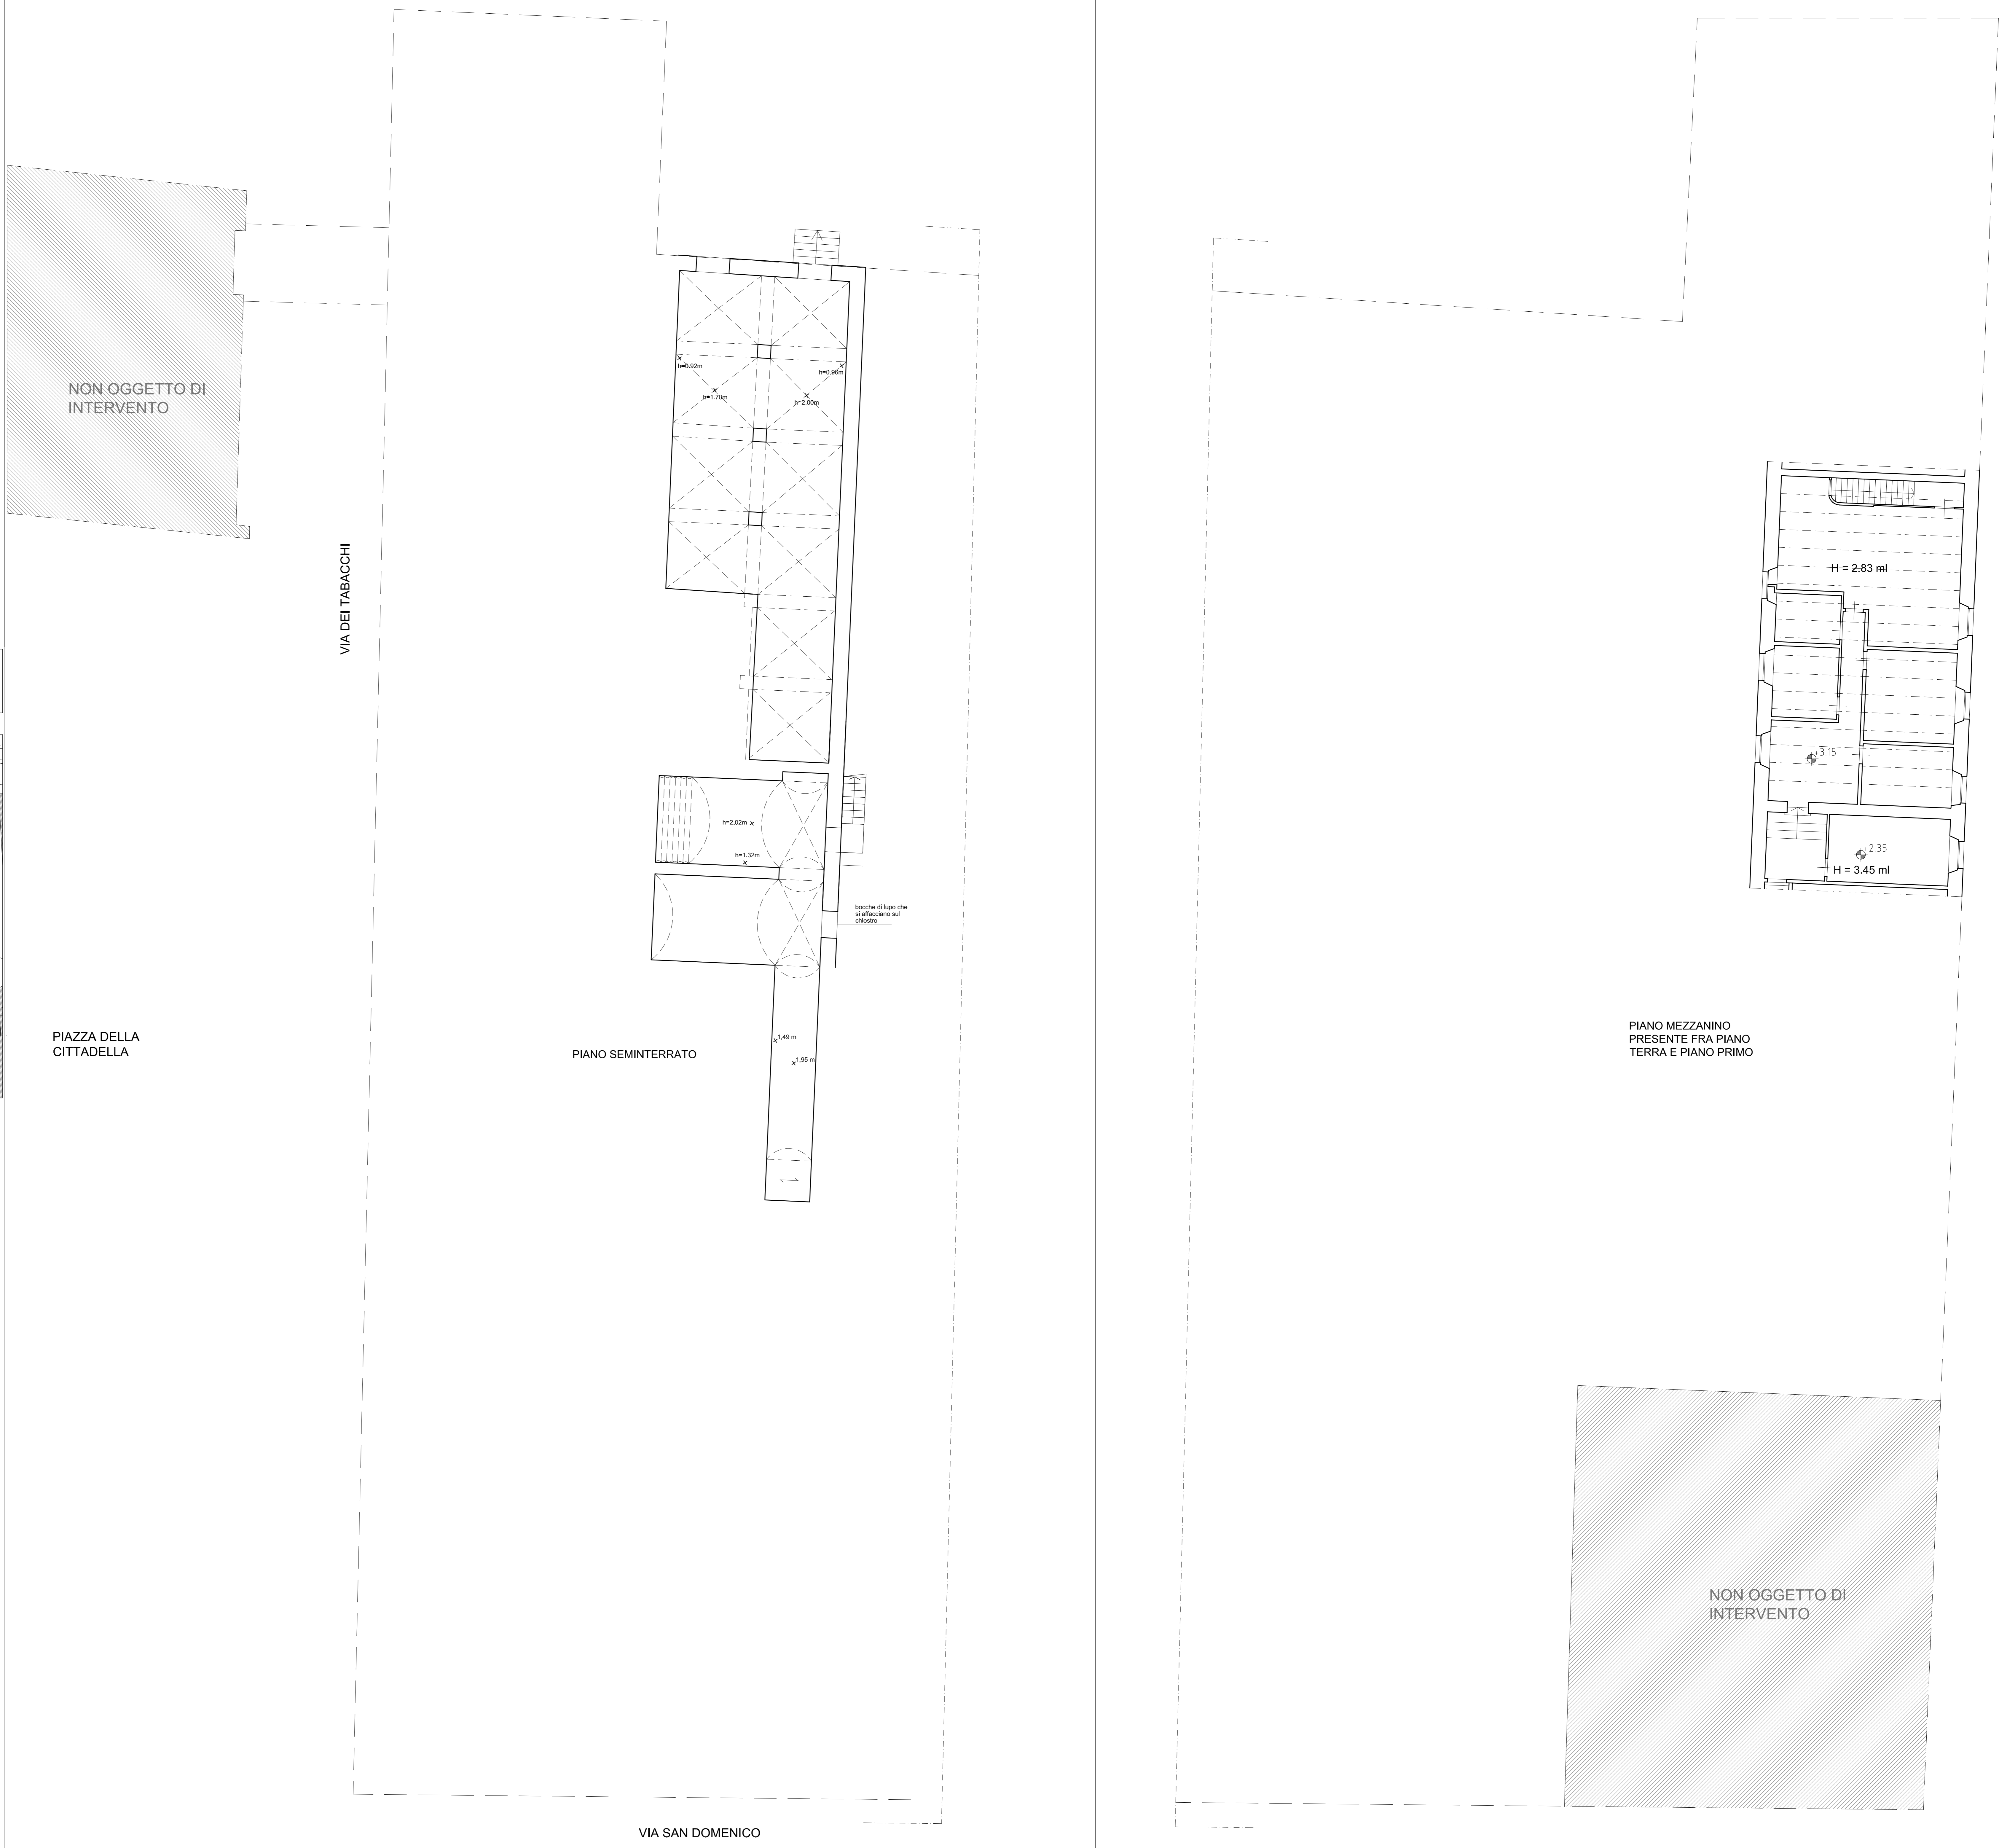 NON OGGETTO DI
INTERVENTO
VIA DEI TABACCHI
PIAZZA DELLA
CITTADELLA
h=0.92m
h=0.96m
h=1.70m
h=2.00m
h=2,02m
h=1.32m
bocche di lupo che
si affacciano sul
chiostro
1,49 m
1,95 m
PIANO SEMINTERRATO
VIA SAN DOMENICO
H = 2.83 ml
+3.15
+2.35
H = 3.45 ml
PIANO MEZZANINO
PRESENTE FRA PIANO
TERRA E PIANO PRIMO
NON OGGETTO DI
INTERVENTO